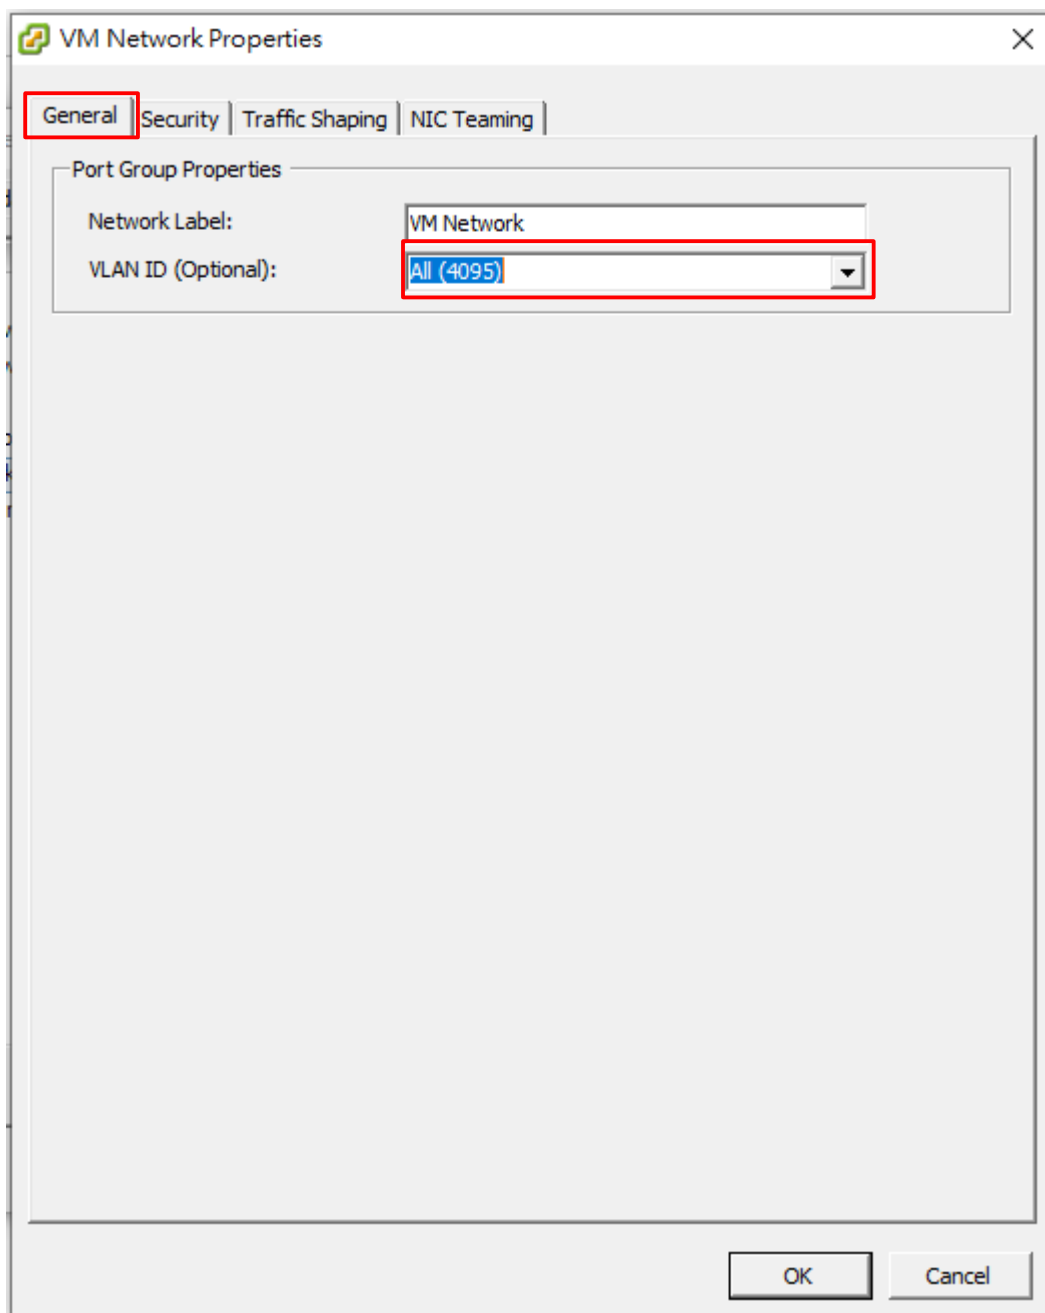 VM Network Properties
General Security Traffic Shaping NIC Teaming
Port Group Properties
Network Label: VM Network
VLAN ID (Optional): All (4095)
OK Cancel